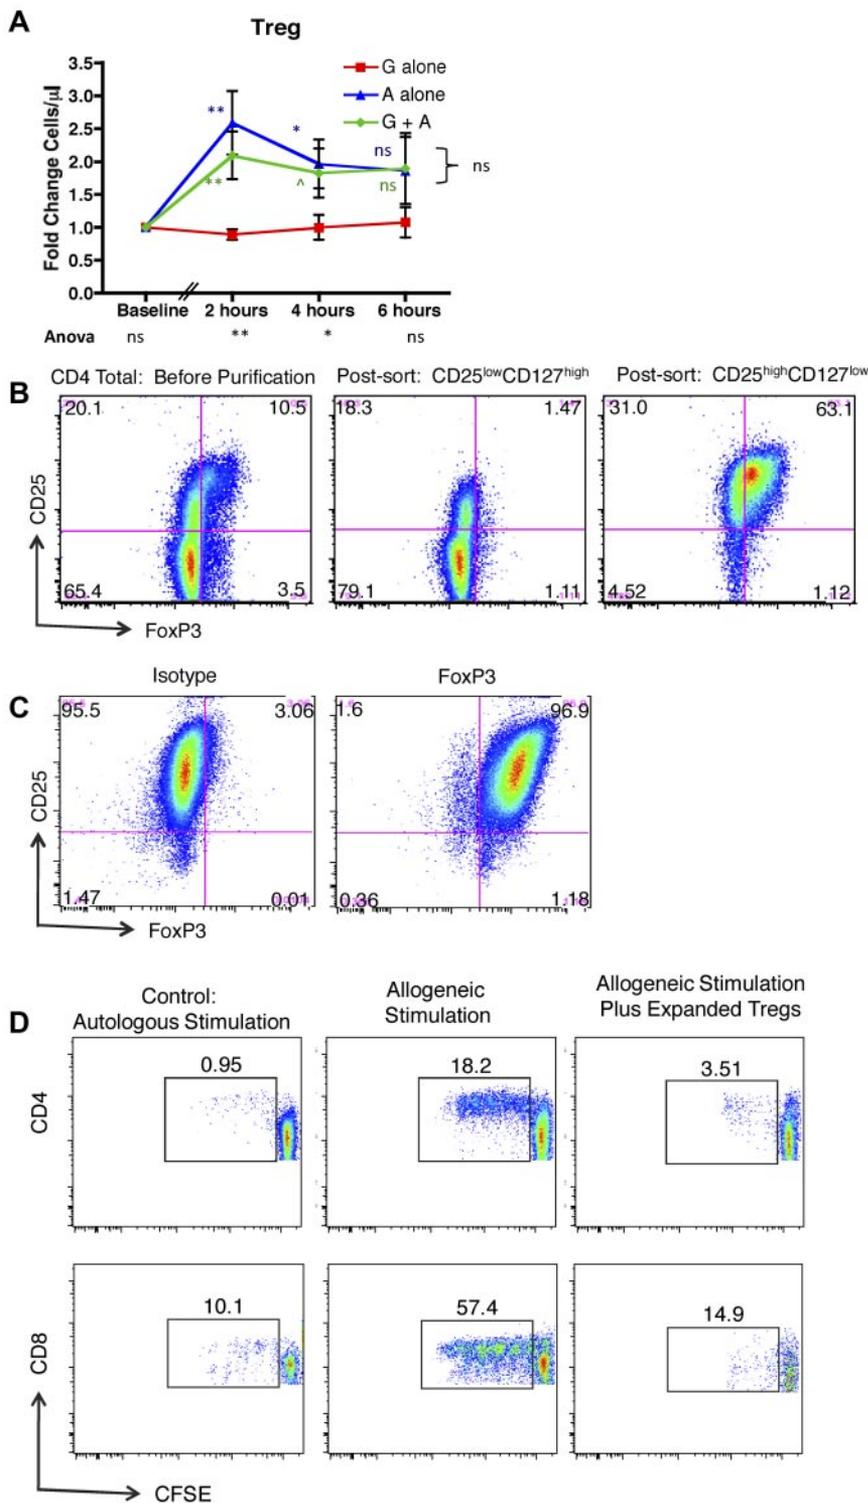 A
Treg
Fold Change Cells/μl
3.5
3.0
2.5
2.0
1.5
1.0
0.5
0.0
G alone
A alone
G + A
**
*
ns
**
^
ns
ns
Baseline 2 hours 4 hours 6 hours
Anova ns ** * ns
B
CD4 Total: Before Purification
Post-sort: CD25lowCD127high
Post-sort: CD25highCD127low
20.1 10.5
65.4 3.5
18.3 1.47
79.1 1.11
31.0 63.1
4.52 1.12
CD25
FoxP3
C
Isotype
FoxP3
95.5 3.06
1.47 0.01
1.6 96.9
0.36 1.18
CD25
FoxP3
D
Control:
Autologous Stimulation
Allogeneic
Stimulation
Allogeneic Stimulation
Plus Expanded Tregs
CD4
0.95
18.2
3.51
CD8
10.1
57.4
14.9
CFSE